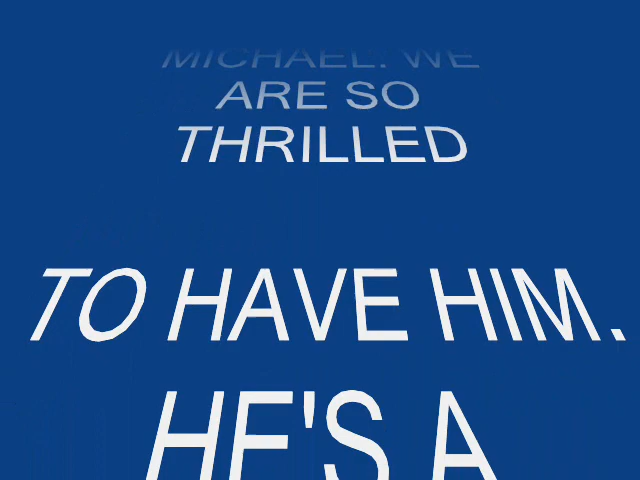 MICHAEL. WE
ARE SO
THRILLED
TO HAVE HIM.
HE'S A